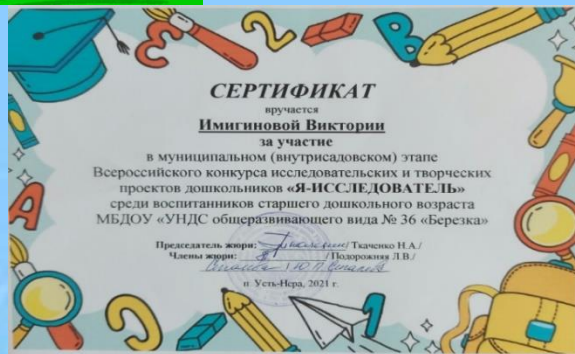 СЕРТИФИКАТ
вручается
Имигиновой Виктории
за участие
в муниципальном (внутрисадовском) этапе
Всероссийского конкурса исследовательских и творческих
проектов дошкольников «Я-ИССЛЕДОВАТЕЛЬ»
среди воспитанников старшего дошкольного возраста
МБДОУ «УНДС общеразвивающего вида № 36 «Березка»
Председатель жюри: / Ткаченко Н.А./
Члены жюри: / Подорожняя Л.В./
п Усть-Нера, 2021 г.